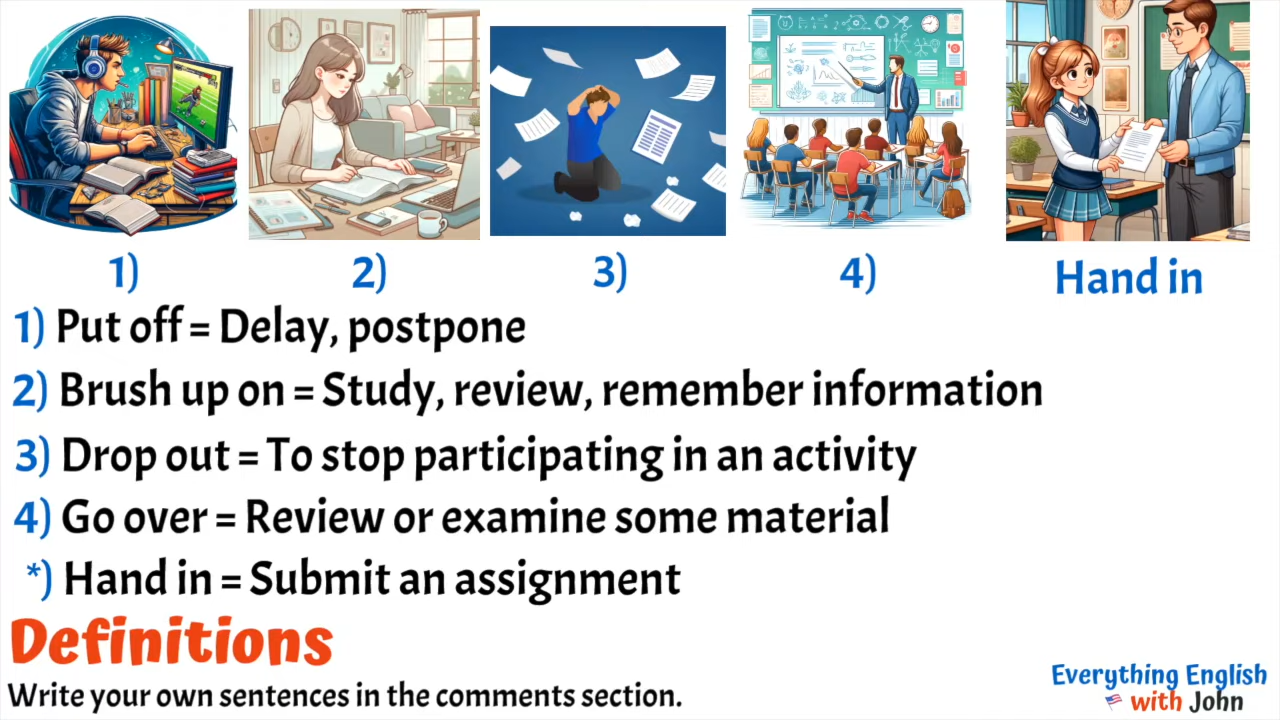 1)
2)
3)
4)
Hand in
1) Put off = Delay, postpone
2) Brush up on = Study, review, remember information
3) Drop out = To stop participating in an activity
4) Go over = Review or examine some material
*) Hand in = Submit an assignment
Definitions
Write your own sentences in the comments section.
Everything English
with John